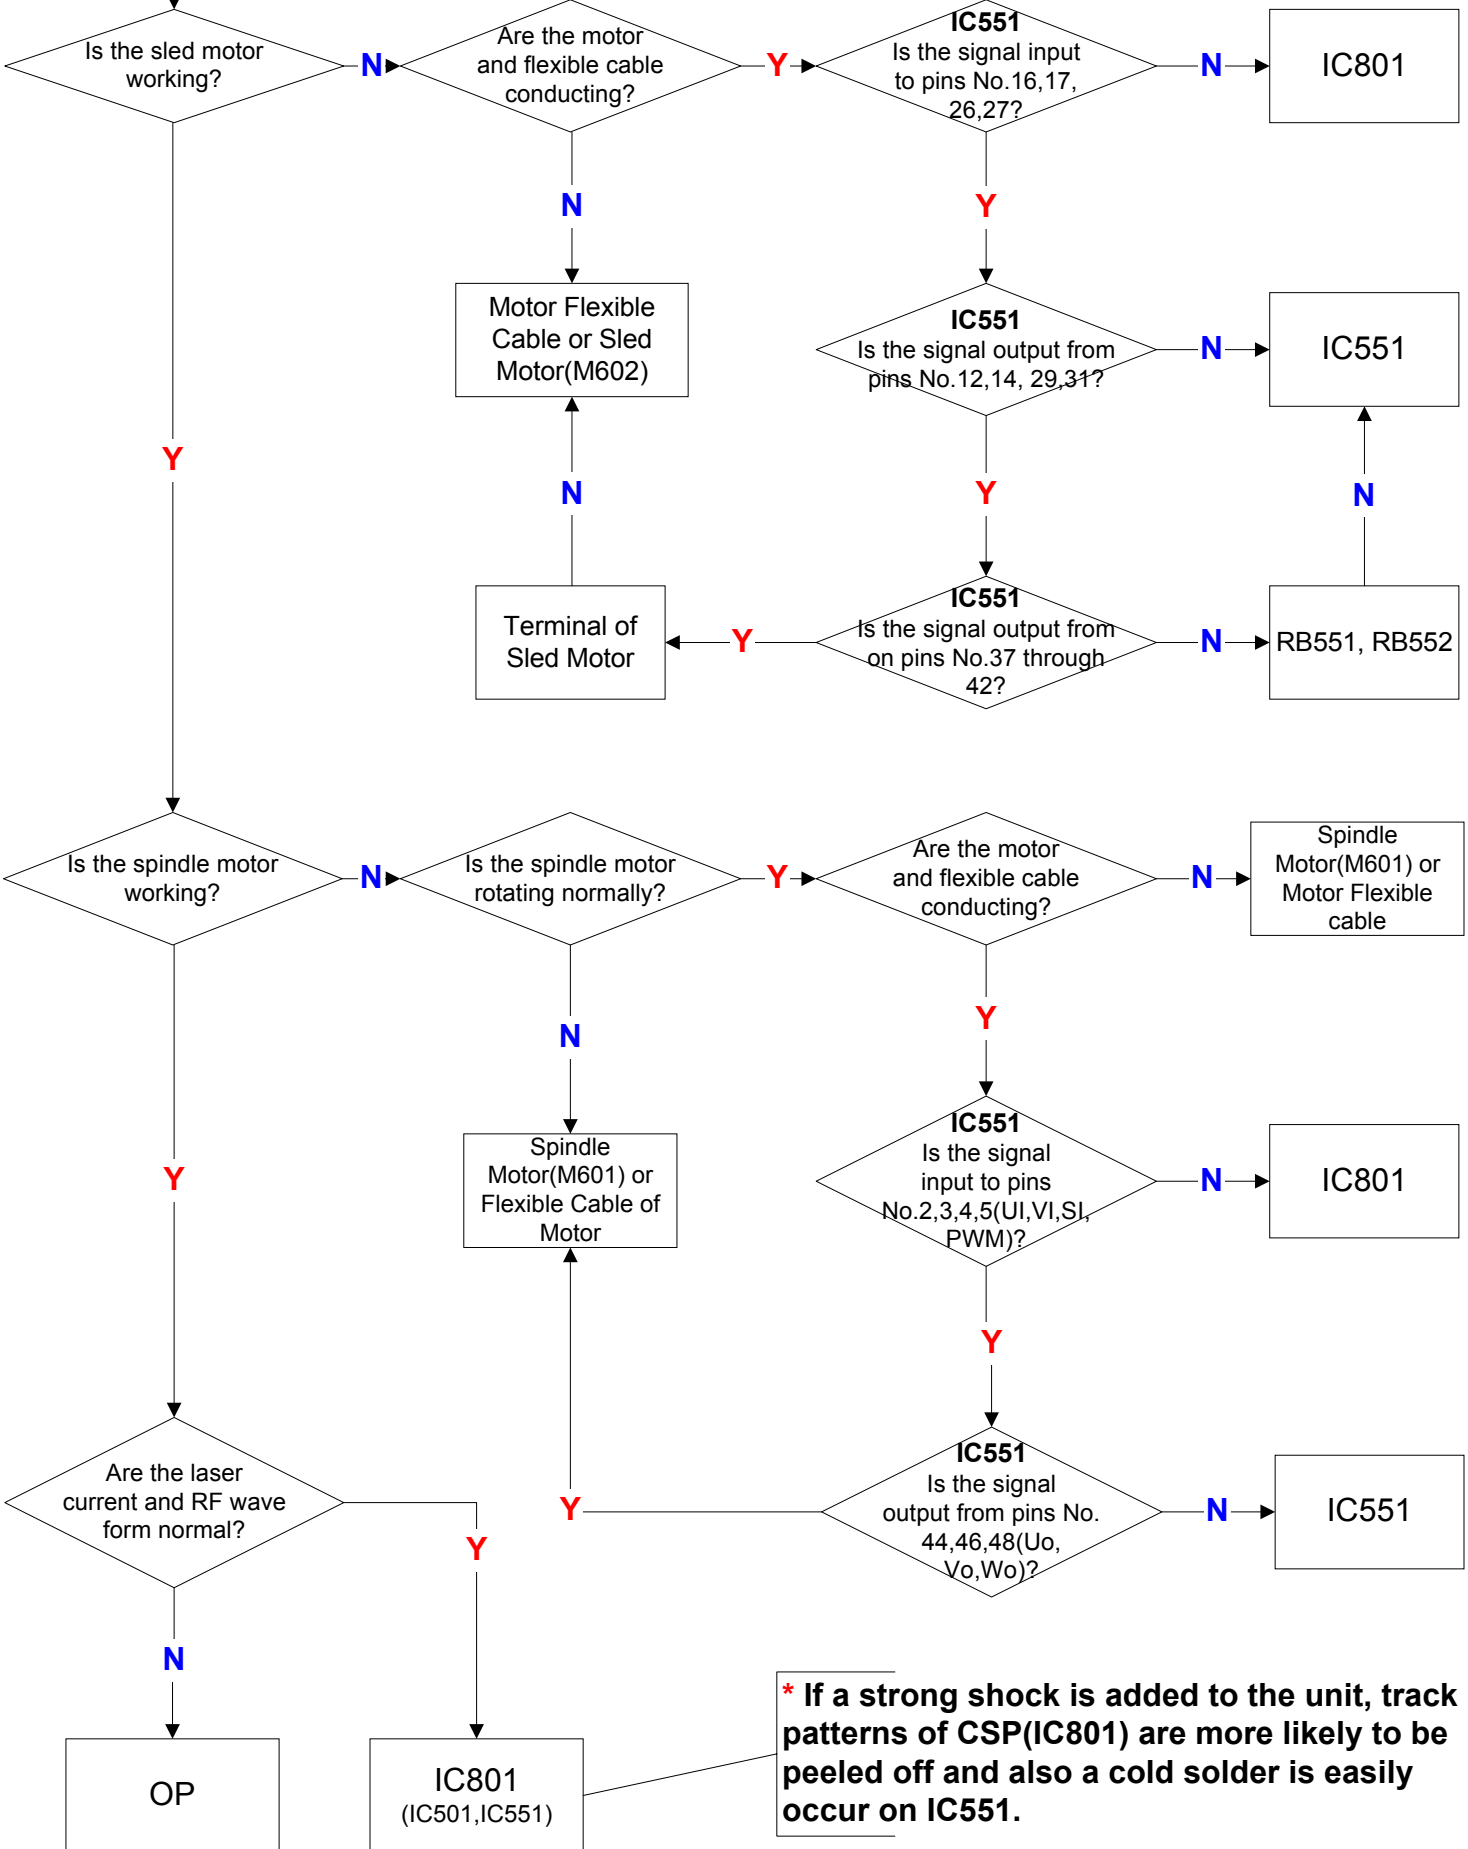 Is the sled motor
working?
N
Are the motor
and flexible cable
conducting?
Y
IC551
Is the signal input
to pins No.16,17,
26,27?
N
IC801
N
Y
Motor Flexible
Cable or Sled
Motor(M602)
IC551
Is the signal output from
pins No.12,14, 29,31?
N
IC551
Y
N
Y
N
Terminal of
Sled Motor
Y
IC551
Is the signal output from
on pins No.37 through
42?
N
RB551, RB552
Is the spindle motor
working?
N
Is the spindle motor
rotating normally?
Y
Are the motor
and flexible cable
conducting?
N
Spindle
Motor(M601) or
Motor Flexible
cable
N
Y
Y
Spindle
Motor(M601) or
Flexible Cable of
Motor
IC551
Is the signal
input to pins
No.2,3,4,5(UI,VI,SI,
PWM)?
N
IC801
Y
Are the laser
current and RF wave
form normal?
Y
Y
IC551
Is the signal
output from pins No.
44,46,48(Uo,
Vo,Wo)?
N
IC551
N
OP
IC801
(IC501,IC551)
* If a strong shock is added to the unit, track
patterns of CSP(IC801) are more likely to be
peeled off and also a cold solder is easily
occur on IC551.